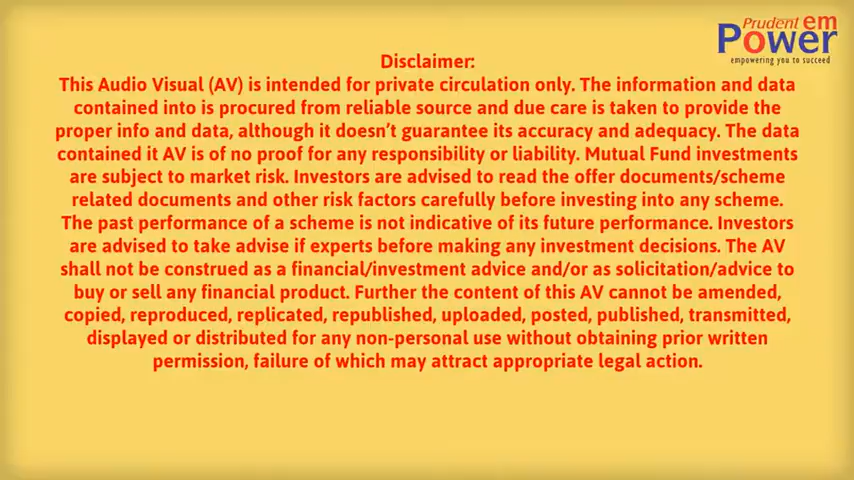 Prudent em
Power
empowering you to succeed
Disclaimer:
This Audio Visual (AV) is intended for private circulation only. The information and data
contained into is procured from reliable source and due care is taken to provide the
proper info and data, although it doesn't guarantee its accuracy and adequacy. The data
contained it AV is of no proof for any responsibility or liability. Mutual Fund investments
are subject to market risk. Investors are advised to read the offer documents/scheme
related documents and other risk factors carefully before investing into any scheme.
The past performance of a scheme is not indicative of its future performance. Investors
are advised to take advise if experts before making any investment decisions. The AV
shall not be construed as a financial/investment advice and/or as solicitation/advice to
buy or sell any financial product. Further the content of this AV cannot be amended,
copied, reproduced, replicated, republished, uploaded, posted, published, transmitted,
displayed or distributed for any non-personal use without obtaining prior written
permission, failure of which may attract appropriate legal action.